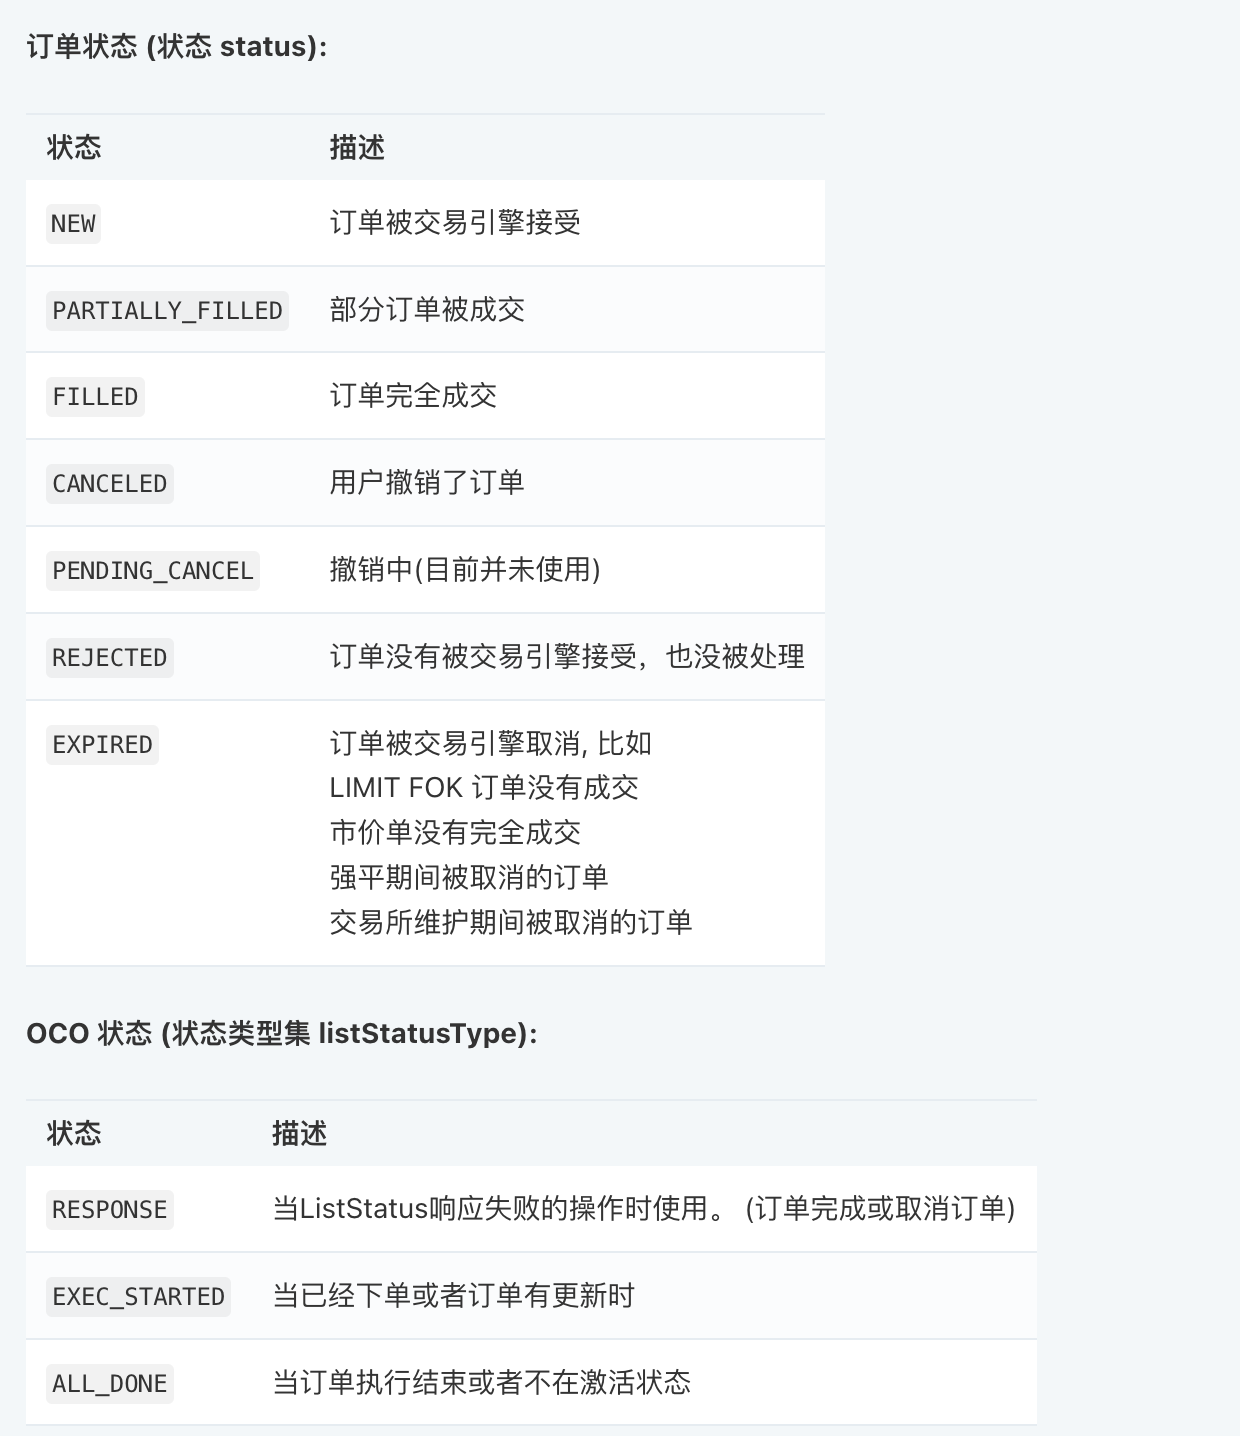 订单状态 (状态 status):
状态 描述
NEW 订单被交易引擎接受
PARTIALLY_FILLED 部分订单被成交
FILLED 订单完全成交
CANCELED 用户撤销了订单
PENDING_CANCEL 撤销中(目前并未使用)
REJECTED 订单没有被交易引擎接受，也没被处理
EXPIRED 订单被交易引擎取消, 比如
LIMIT FOK 订单没有成交
市价单没有完全成交
强平期间被取消的订单
交易所维护期间被取消的订单
OCO 状态 (状态类型集 listStatusType):
状态 描述
RESPONSE 当ListStatus响应失败的操作时使用。 (订单完成或取消订单)
EXEC_STARTED 当已经下单或者订单有更新时
ALL_DONE 当订单执行结束或者不在激活状态